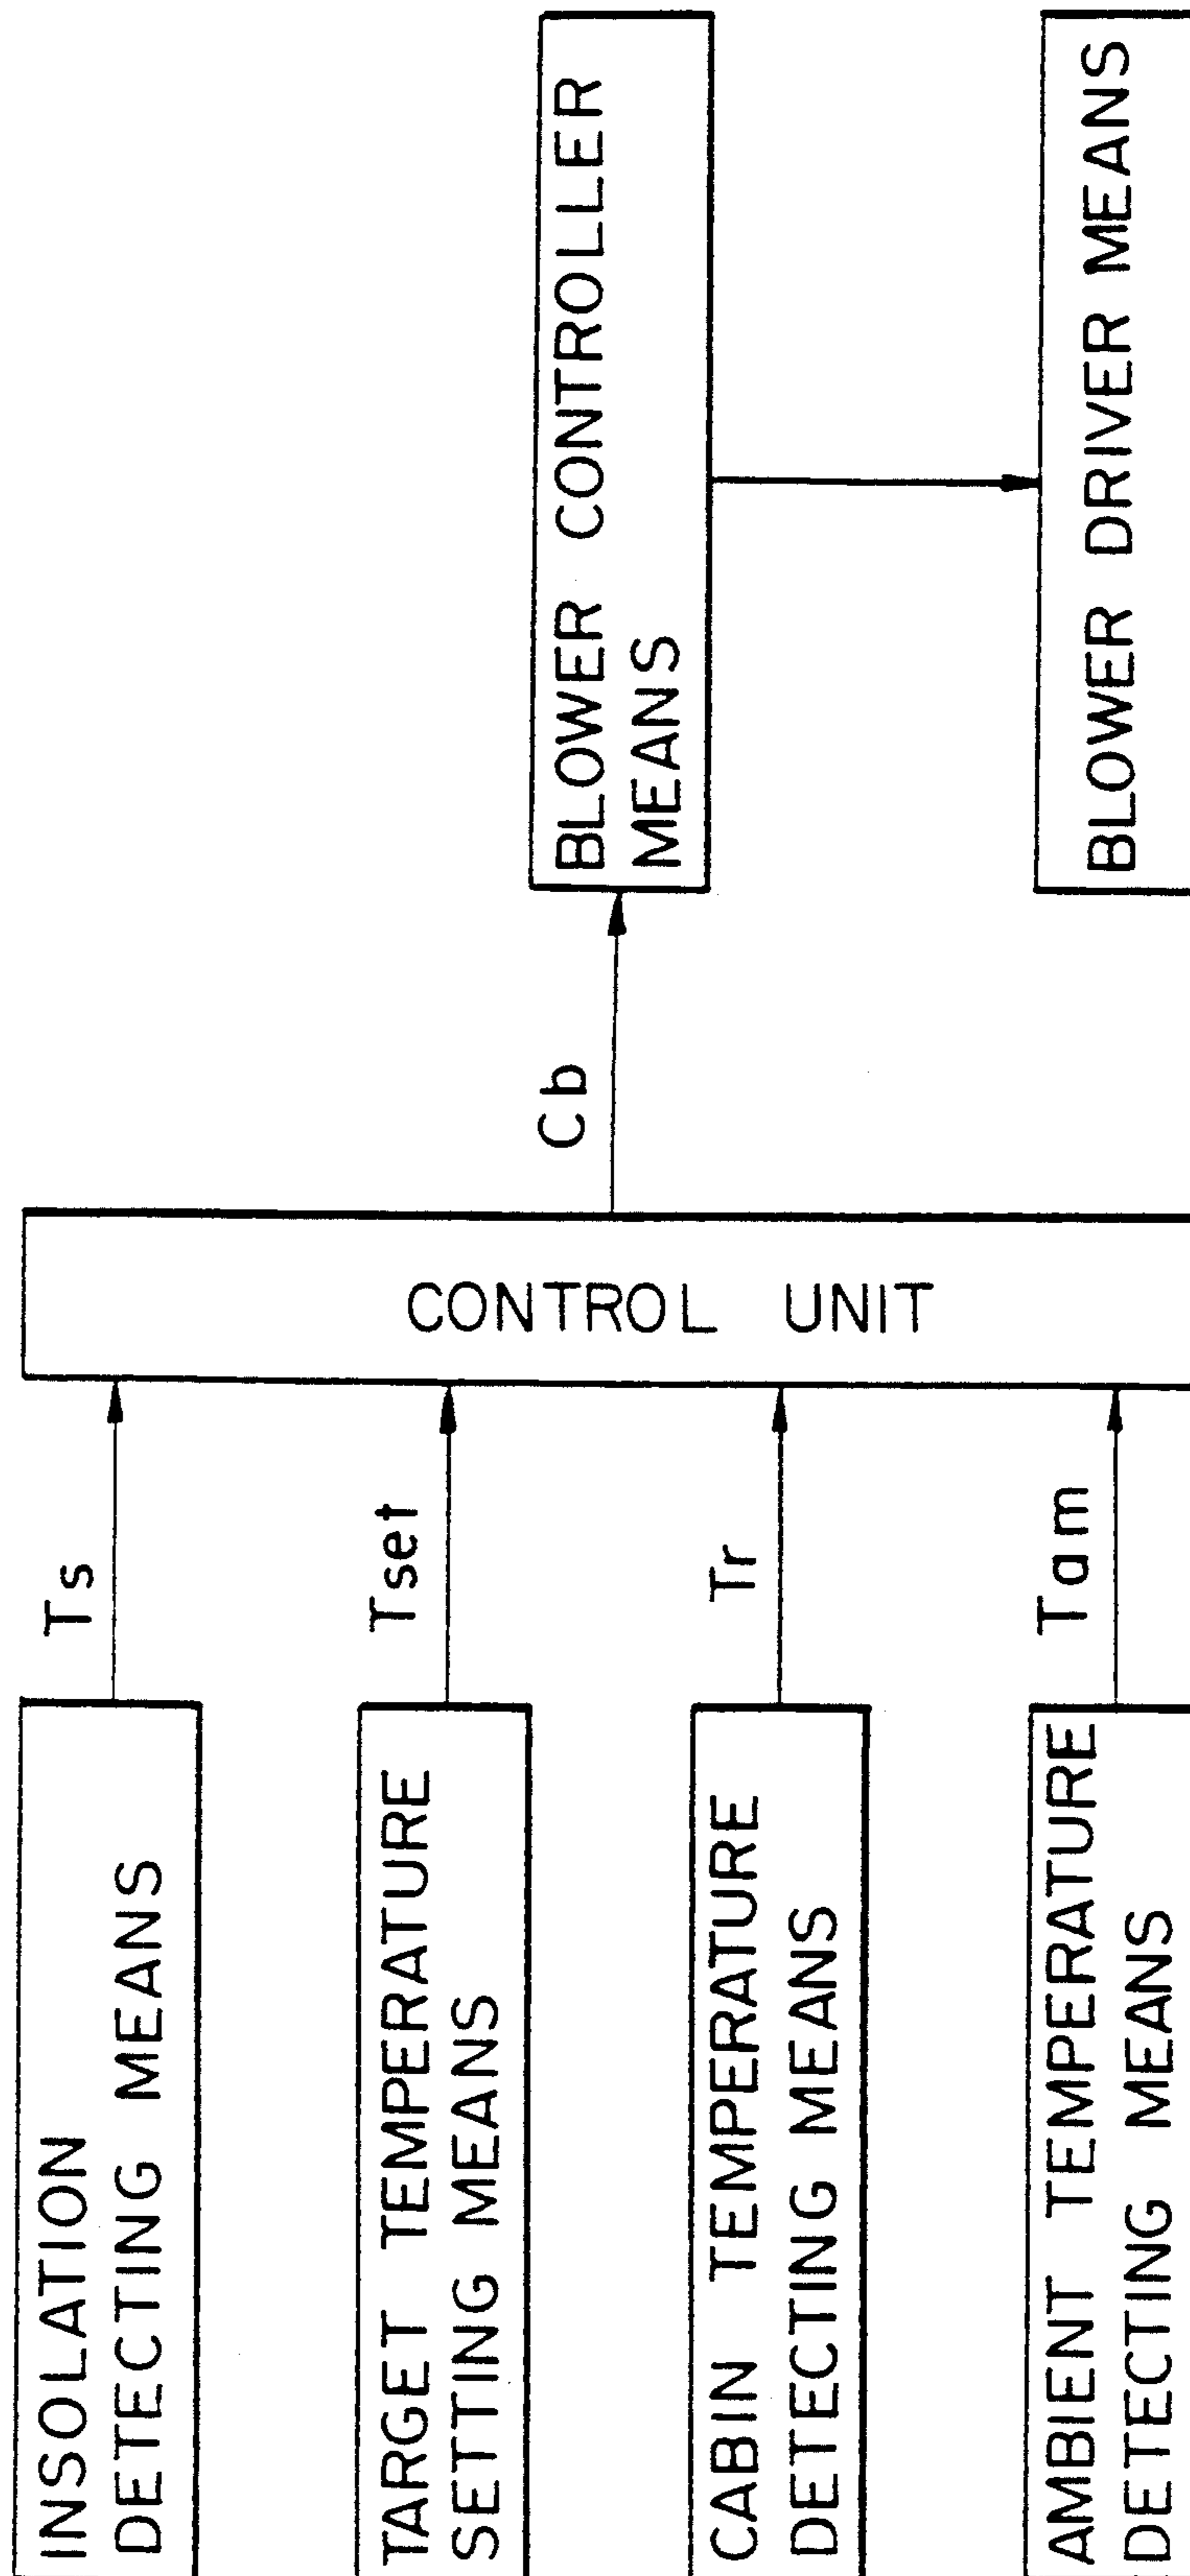 INSOLATION
DETECTING MEANS
Ts
TARGET TEMPERATURE
SETTING MEANS
Tset
CABIN TEMPERATURE
DETECTING MEANS
Tr
AMBIENT TEMPERATURE
DETECTING MEANS
Tam
CONTROL UNIT
Cb
BLOWER CONTROLLER
MEANS
BLOWER DRIVER MEANS